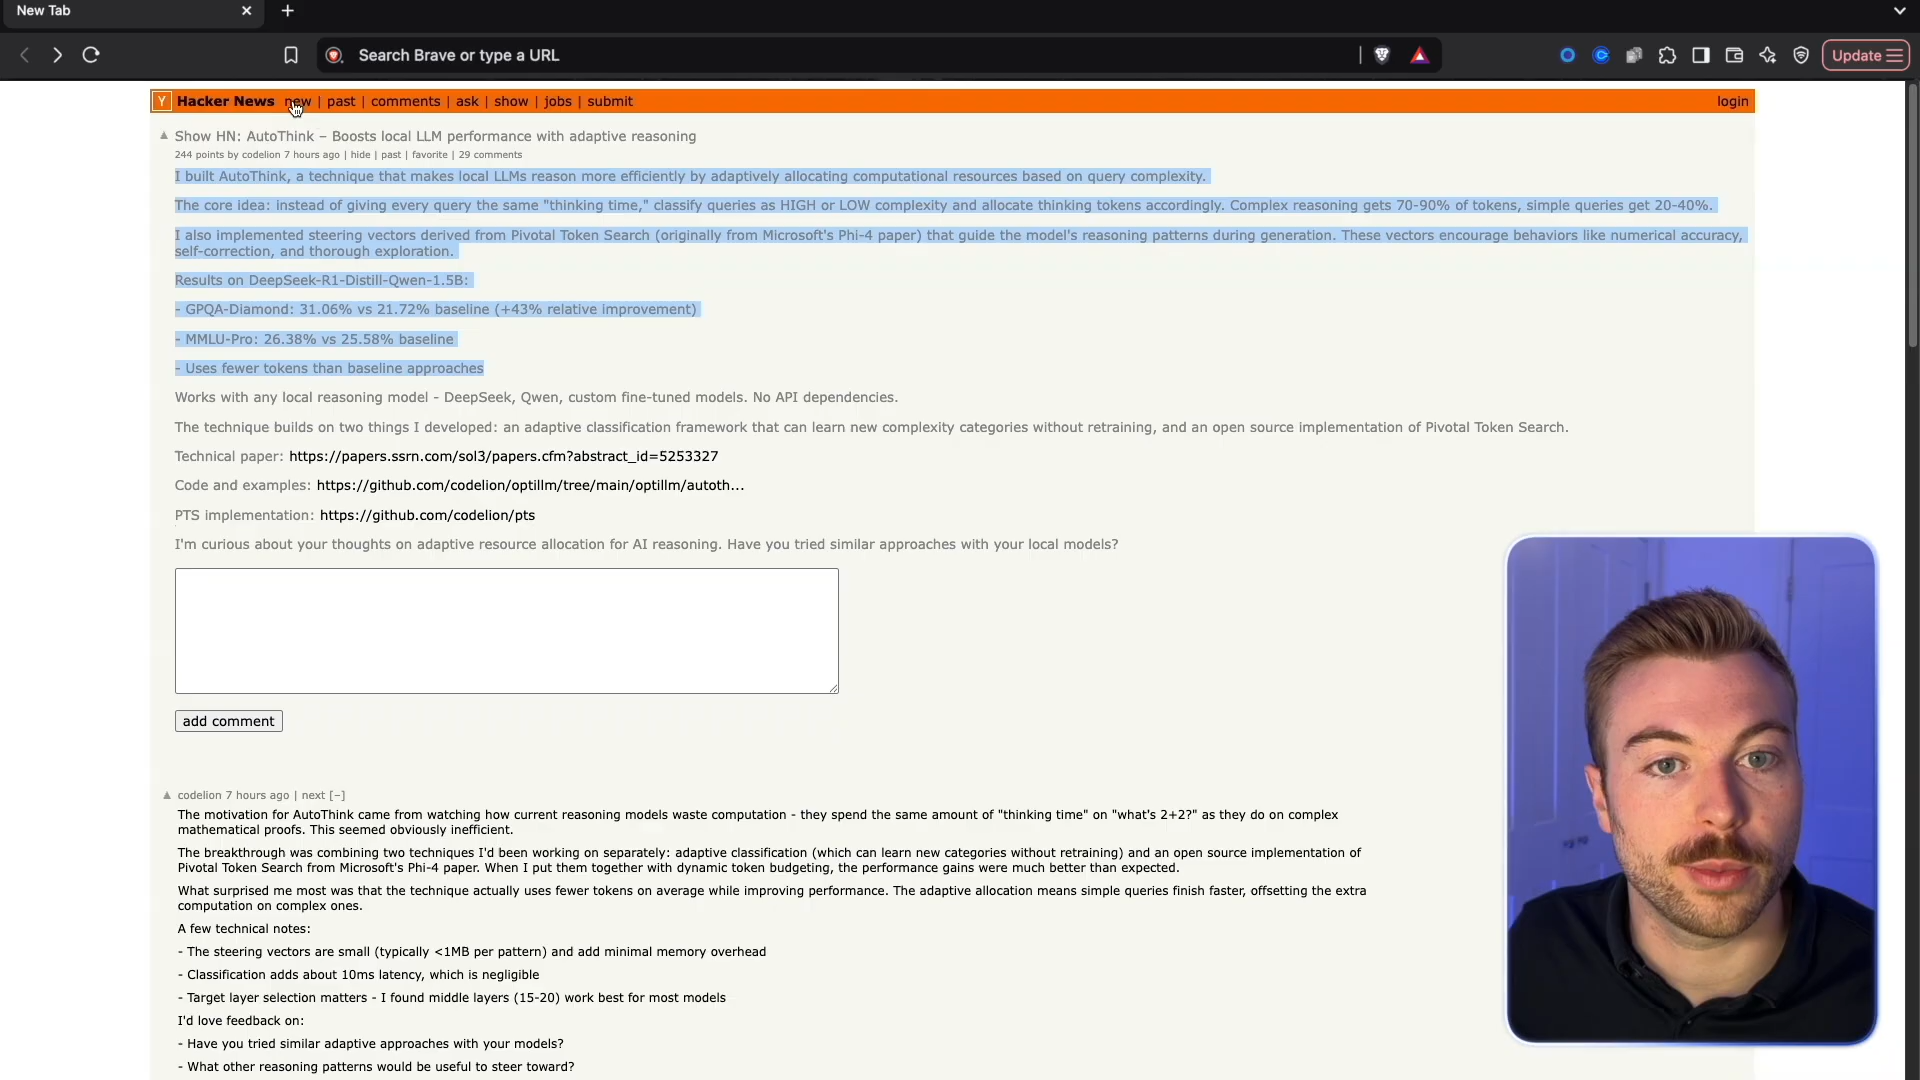 New Tab
Search Brave or type a URL
Update
Y Hacker News new | past | comments | ask | show | jobs | submit
login
Show HN: AutoThink – Boosts local LLM performance with adaptive reasoning
244 points by codelion 7 hours ago | hide | past | favorite | 29 comments
I built AutoThink, a technique that makes local LLMs reason more efficiently by adaptively allocating computational resources based on query complexity.
The core idea: instead of giving every query the same "thinking time," classify queries as HIGH or LOW complexity and allocate thinking tokens accordingly. Complex reasoning gets 70-90% of tokens, simple queries get 20-40%.
I also implemented steering vectors derived from Pivotal Token Search (originally from Microsoft's Phi-4 paper) that guide the model's reasoning patterns during generation. These vectors encourage behaviors like numerical accuracy,
self-correction, and thorough exploration.
Results on DeepSeek-R1-Distill-Qwen-1.5B:
- GPQA-Diamond: 31.06% vs 21.72% baseline (+43% relative improvement)
- MMLU-Pro: 26.38% vs 25.58% baseline
- Uses fewer tokens than baseline approaches
Works with any local reasoning model - DeepSeek, Qwen, custom fine-tuned models. No API dependencies.
The technique builds on two things I developed: an adaptive classification framework that can learn new complexity categories without retraining, and an open source implementation of Pivotal Token Search.
Technical paper: https://papers.ssrn.com/sol3/papers.cfm?abstract_id=5253327
Code and examples: https://github.com/codelion/optillm/tree/main/optillm/autoth...
PTS implementation: https://github.com/codelion/pts
I'm curious about your thoughts on adaptive resource allocation for AI reasoning. Have you tried similar approaches with your local models?
add comment
codelion 7 hours ago | next [–]
The motivation for AutoThink came from watching how current reasoning models waste computation - they spend the same amount of "thinking time" on "what's 2+2?" as they do on complex
mathematical proofs. This seemed obviously inefficient.
The breakthrough was combining two techniques I'd been working on separately: adaptive classification (which can learn new categories without retraining) and an open source implementation of
Pivotal Token Search from Microsoft's Phi-4 paper. When I put them together with dynamic token budgeting, the performance gains were much better than expected.
What surprised me most was that the technique actually uses fewer tokens on average while improving performance. The adaptive allocation means simple queries finish faster, offsetting the extra
computation on complex ones.
A few technical notes:
- The steering vectors are small (typically <1MB per pattern) and add minimal memory overhead
- Classification adds about 10ms latency, which is negligible
- Target layer selection matters - I found middle layers (15-20) work best for most models
I'd love feedback on:
- Have you tried similar adaptive approaches with your models?
- What other reasoning patterns would be useful to steer toward?